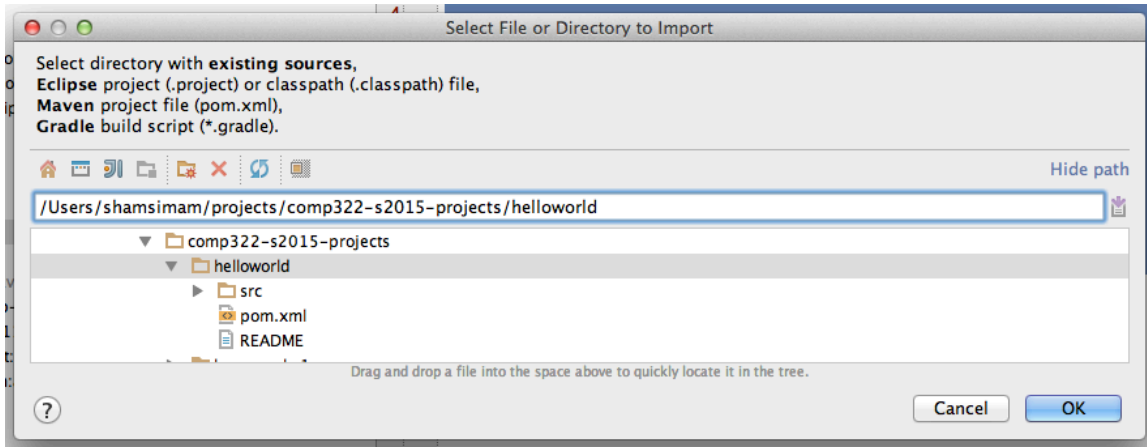 Select File or Directory to Import
Select directory with existing sources,
Eclipse project (.project) or classpath (.classpath) file,
Maven project file (pom.xml),
Gradle build script (*.gradle).
Hide path
/Users/shamsimam/projects/comp322-s2015-projects/helloworld
comp322-s2015-projects
helloworld
src
pom.xml
README
Drag and drop a file into the space above to quickly locate it in the tree.
?
Cancel
OK